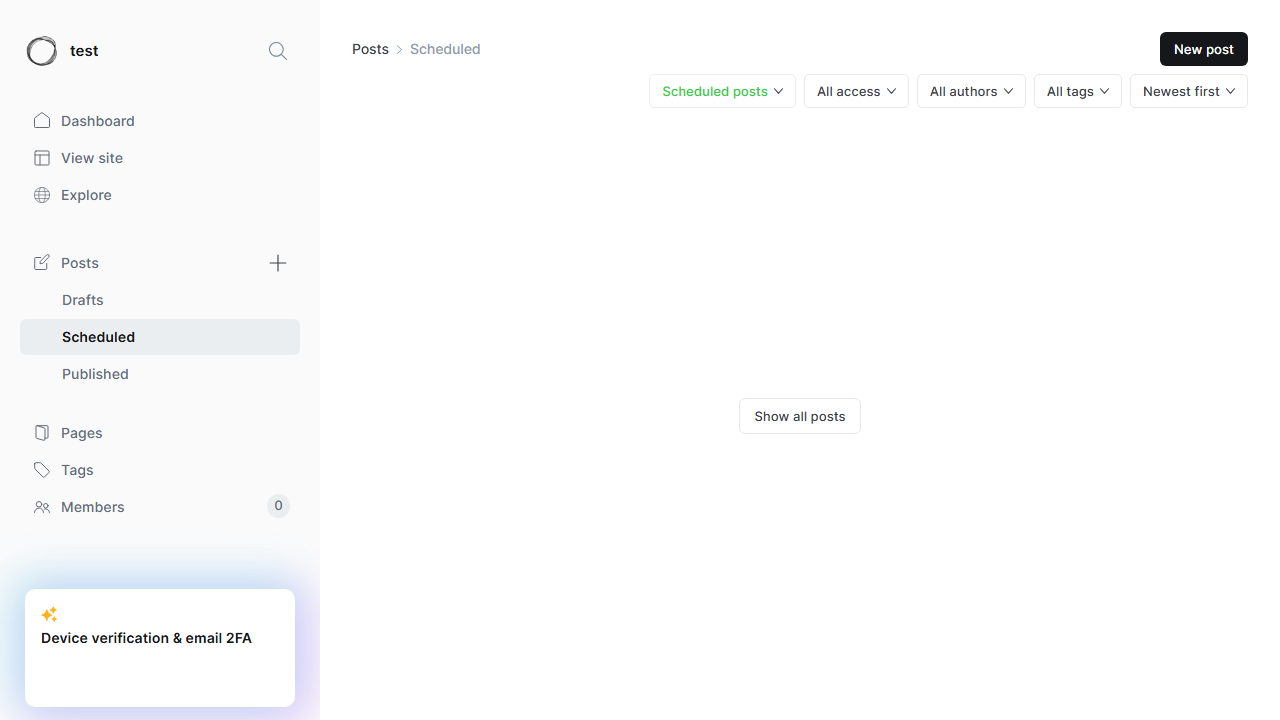 test
Dashboard
View site
Explore
Posts
Drafts
Scheduled
Published
Pages
Tags
Members 0
Device verification & email 2FA
Posts Scheduled
New post
Scheduled posts All access All authors All tags Newest first
Show all posts